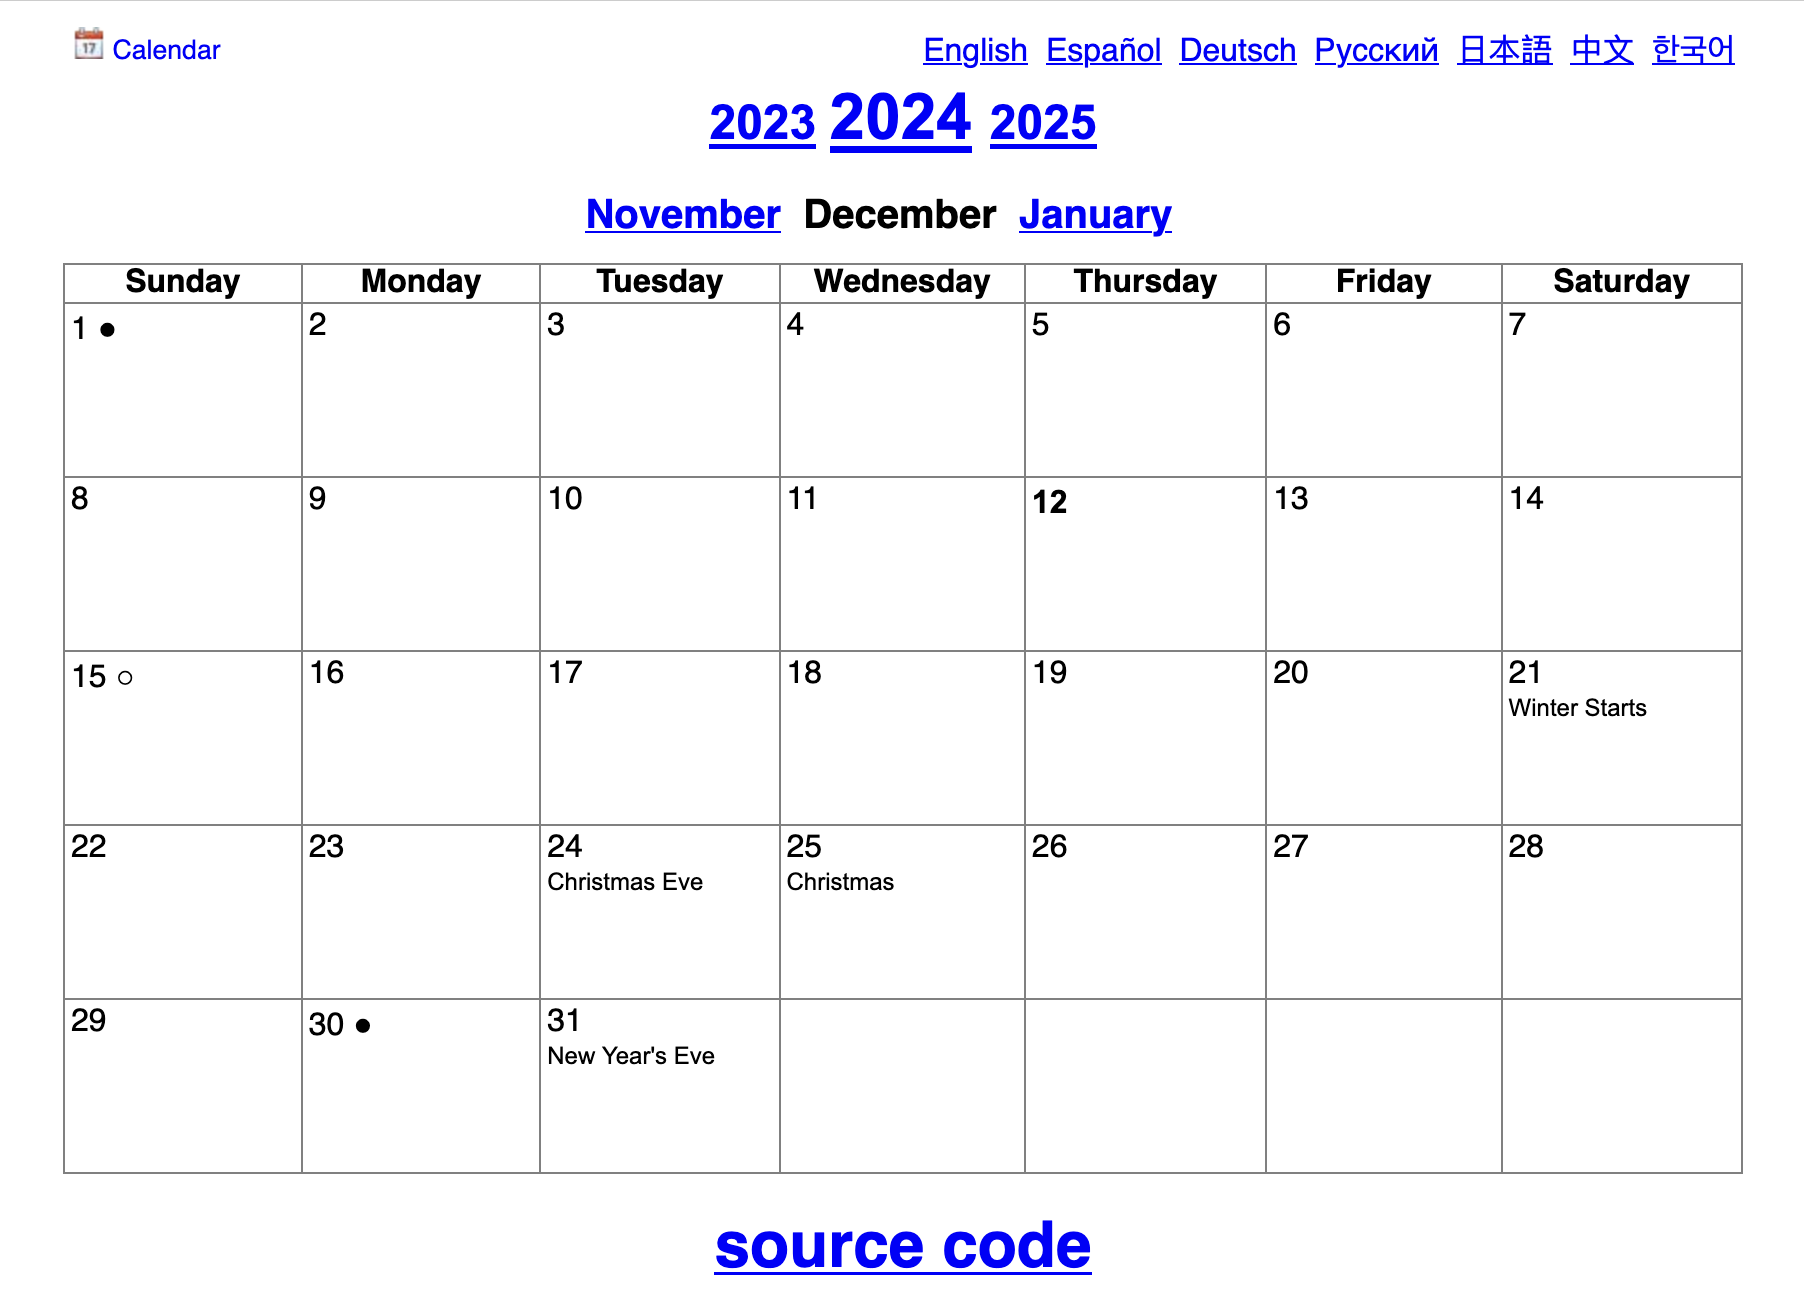 Calendar English Español Deutsch Русский 日本語 中文 한국어
2023 2024 2025
November December January
Sunday Monday Tuesday Wednesday Thursday Friday Saturday
1 ● 2 3 4 5 6 7
8 9 10 11 12 13 14
15 ○ 16 17 18 19 20 21
Winter Starts
22 23 24 25 26 27 28
Christmas Eve Christmas
29 30 ● 31
New Year's Eve
source code